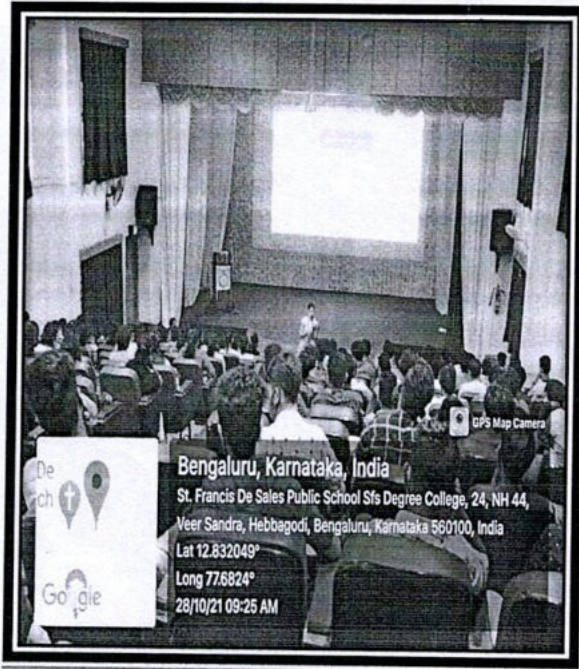 GPS Map Camera
De
ch
Google
Bengaluru, Karnataka, India
St. Francis De Sales Public School Sfs Degree College, 24, NH 44,
Veer Sandra, Hebbagodi, Bengaluru, Karnataka 560100, India
Lat 12.832049°
Long 77.6824°
28/10/21 09:25 AM